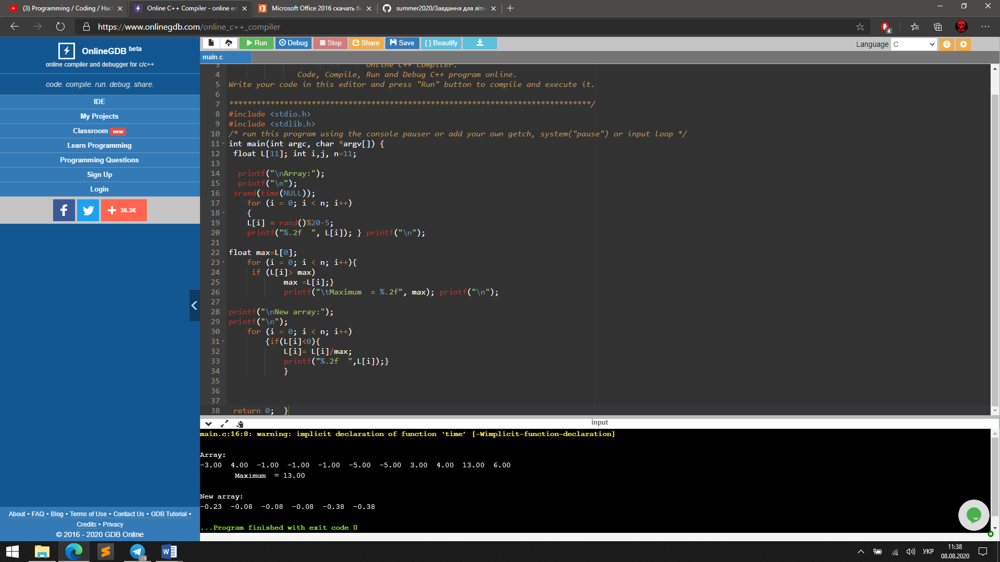 (3) Programming / Coding / Hac
Online C++ Compiler - online ed
Microsoft Office 2016 скачать бе
summer2020/Завдання для літн
https://www.onlinegdb.com/online_c++_compiler
4
OnlineGDB beta
online compiler and debugger for c/c++
code. compile. run. debug. share.
IDE
My Projects
Classroom new
Learn Programming
Programming Questions
Sign Up
Login
30.3K
About • FAQ • Blog • Terms of Use • Contact Us • GDB Tutorial •
Credits • Privacy
© 2016 - 2020 GDB Online
Run Debug Stop Share Save { } Beautify
Language C
main.c
3 Online C++ Compiler.
4 Code, Compile, Run and Debug C++ program online.
5 Write your code in this editor and press "Run" button to compile and execute it.
6
7 *******************************************************************************/
8 #include <stdio.h>
9 #include <stdlib.h>
10 /* run this program using the console pauser or add your own getch, system("pause") or input loop */
11 int main(int argc, char *argv[]) {
12 float L[11]; int i,j, n=11;
13
14 printf("\nArray:");
15 printf("\n");
16 srand(time(NULL));
17 for (i = 0; i < n; i++)
18 {
19 L[i] = rand()%20-5;
20 printf("%.2f  ", L[i]); } printf("\n");
21
22 float max=L[0];
23 for (i = 0; i < n; i++){
24 if (L[i]> max)
25 max =L[i];}
26 printf("\tMaximum  = %.2f", max); printf("\n");
27
28 printf("\nNew array:");
29 printf("\n");
30 for (i = 0; i < n; i++)
31 {if(L[i]<0){
32 L[i]= L[i]/max;
33 printf("%.2f  ",L[i]);}
34 }
35
36
37
38 return 0;  }
input
main.c:16:8: warning: implicit declaration of function ‘time’ [-Wimplicit-function-declaration]
Array:
-3.00  4.00  -1.00  -1.00  -1.00  -5.00  -5.00  3.00  4.00  13.00  6.00
Maximum  = 13.00
New array:
-0.23  -0.08  -0.08  -0.08  -0.38  -0.38
...Program finished with exit code 0
..19
УКР
11:38
08.08.2020